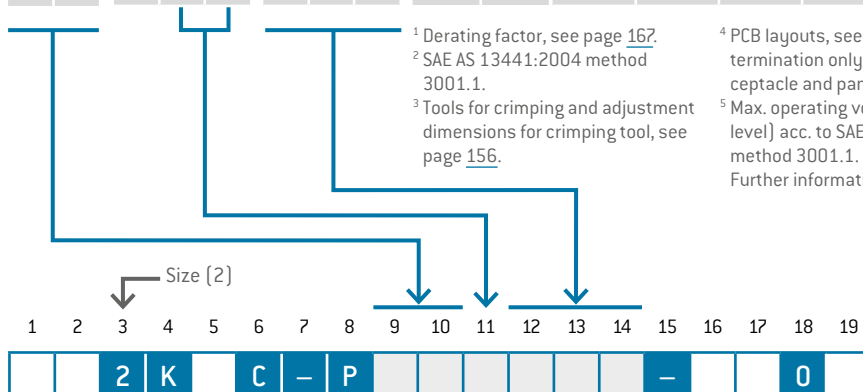 ¹ Derating factor, see page 167.
² SAE AS 13441:2004 method
3001.1.
³ Tools for crimping and adjustment
dimensions for crimping tool, see
page 156.
⁴ PCB layouts, see
termination only
ceptacle and par
⁵ Max. operating vo
level) acc. to SAE
method 3001.1.
Further informat
Size (2)
1 2 3 4 5 6 7 8 9 10 11 12 13 14 15 16 17 18 19
2 K C – P – 0